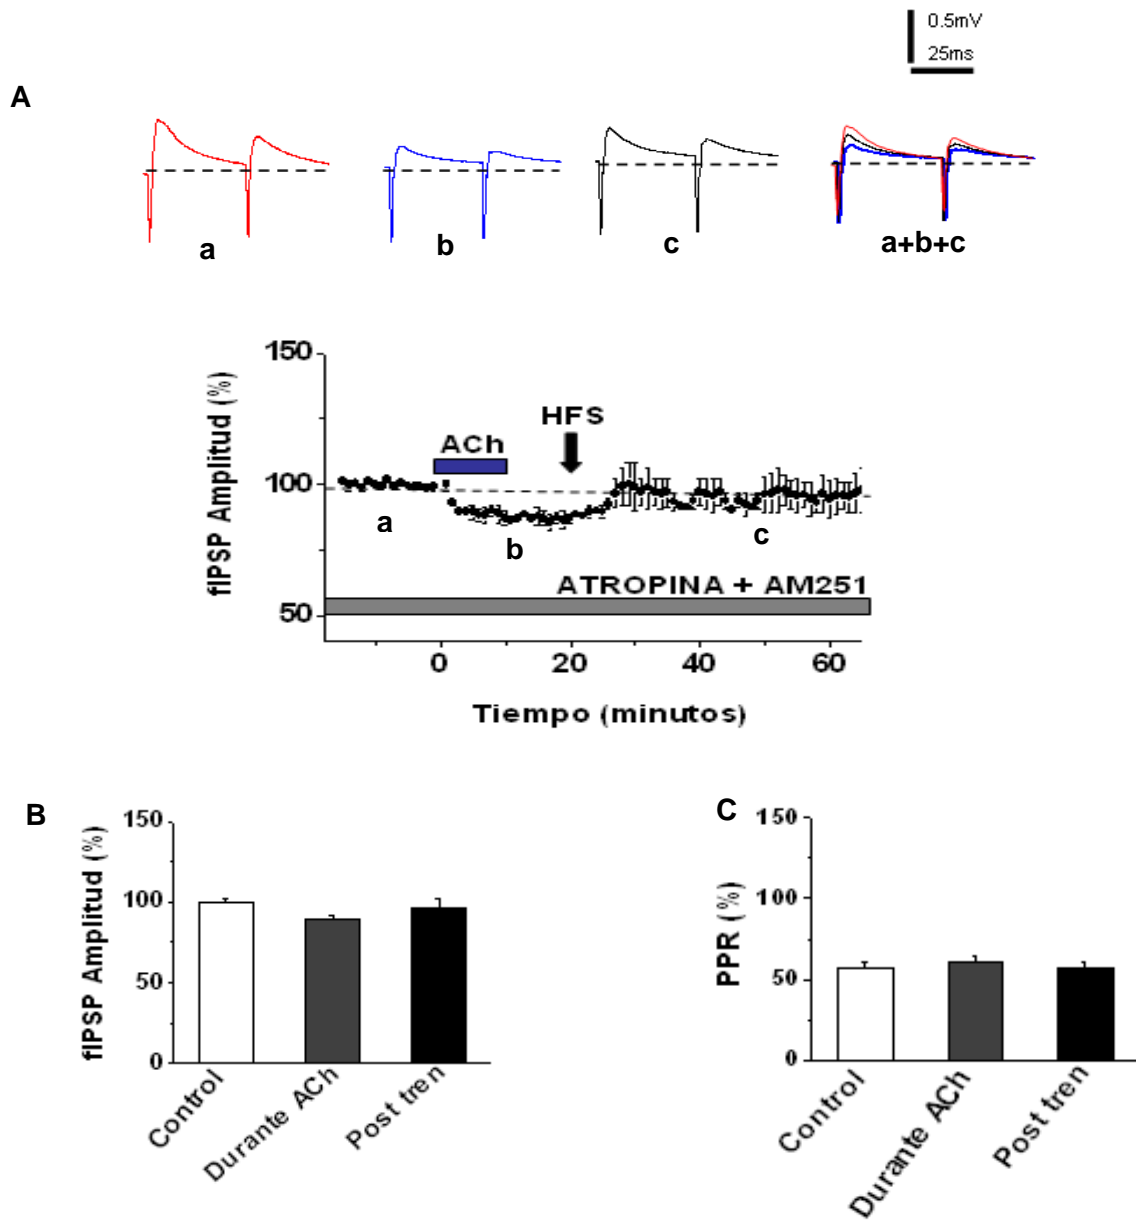 0.5mV
25ms
A
a
b
c
a+b+c
fIPSP Amplitud (%)
150
100
50
ACh
HFS
a
b
c
ATROPINA + AM251
0
20
40
60
Tiempo (minutos)
B
fIPSP Amplitud (%)
150
100
50
0
Control
Durante ACh
Post tren
C
PPR (%)
150
100
50
0
Control
Durante ACh
Post tren